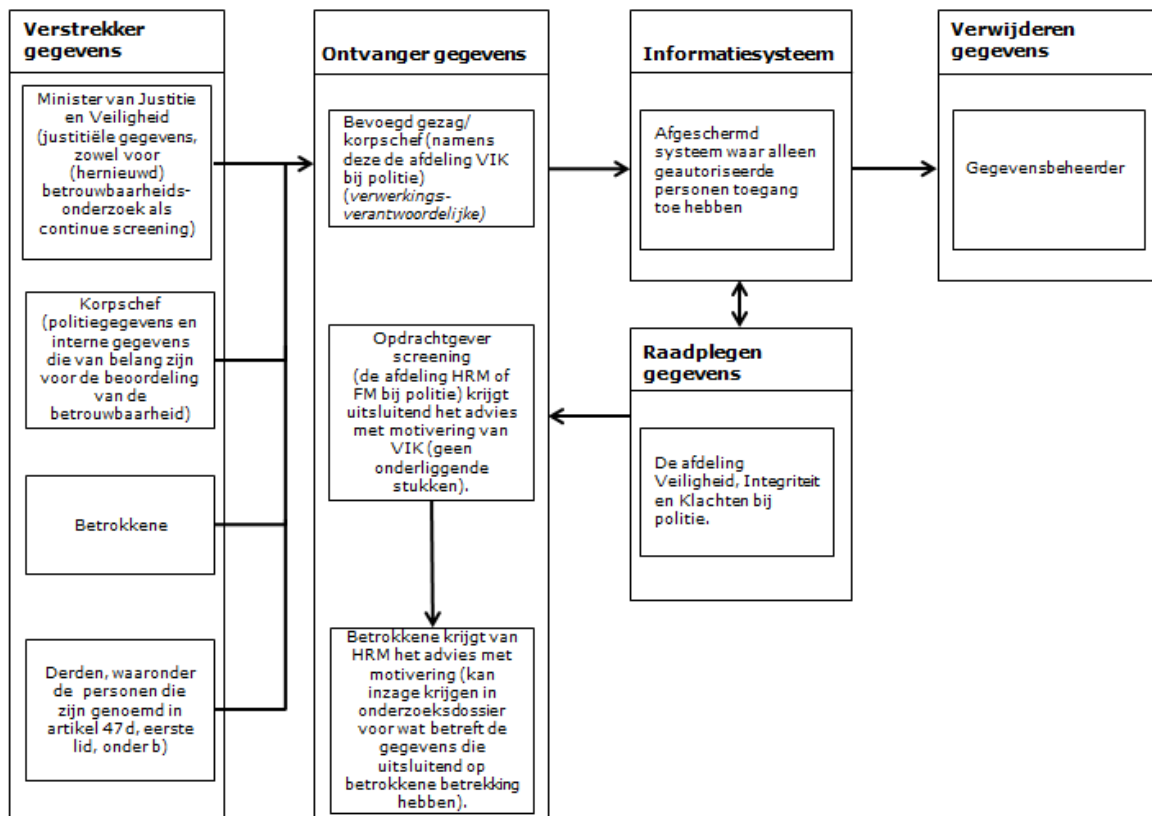 Verstrekker
gegevens
Minister van Justitie
en Veiligheid
(justitiële gegevens,
zowel voor
(hernieuwd)
betrouwbaarheids-
onderzoek als
continue screening)
Korpschef
(politiegegevens en
interne gegevens
die van belang zijn
voor de beoordeling
van de
betrouwbaarheid)
Betrokkene
Derden, waaronder
de personen die
zijn genoemd in
artikel 47d, eerste
lid, onder b)
Ontvanger gegevens
Bevoegd gezag/
korpschef (namens
deze de afdeling VIK
bij politie)
(verwerkings-
verantwoordelijke)
Opdrachtgever
screening
(de afdeling HRM of
FM bij politie) krijgt
uitsluitend het advies
met motivering van
VIK (geen
onderliggende
stukken).
Betrokkene krijgt van
HRM het advies met
motivering (kan
inzage krijgen in
onderzoeksdossier
voor wat betreft de
gegevens die
uitsluitend op
betrokkene betrekking
hebben).
Informatiesysteem
Afgeschermd
systeem waar alleen
geautoriseerde
personen toegang
toe hebben
Raadplegen
gegevens
De afdeling
Veiligheid, Integriteit
en Klachten bij
politie.
Verwijderen
gegevens
Gegevensbeheerder